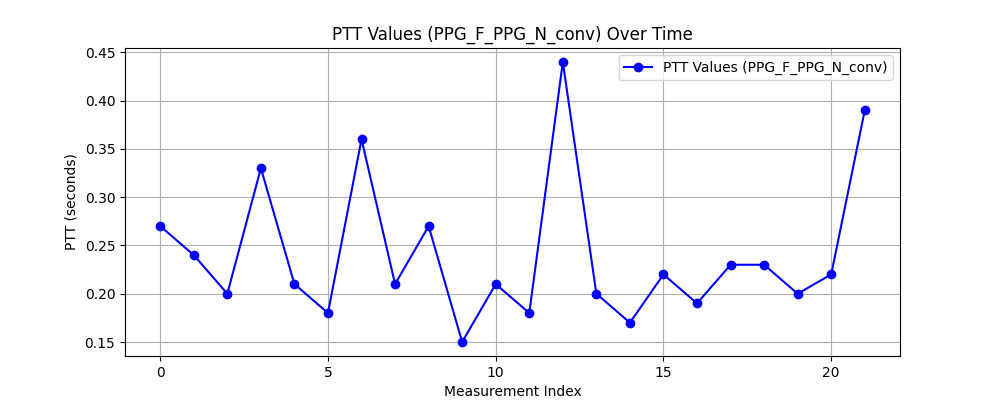 PTT Values (PPG_F_PPG_N_conv) Over Time
PTT Values (PPG_F_PPG_N_conv)
PTT (seconds)
0.45
0.40
0.35
0.30
0.25
0.20
0.15
0 5 10 15 20
Measurement Index